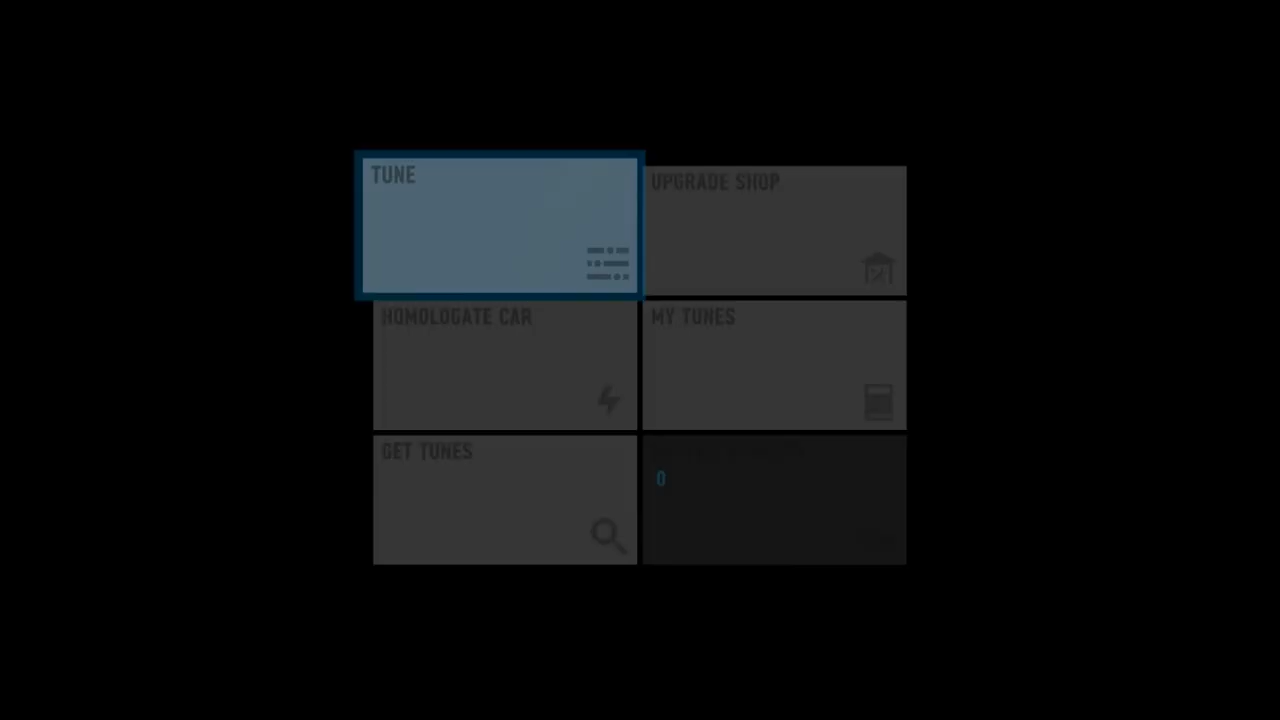 TUNE
UPGRADE SHOP
HOMOLOGATE CAR
MY TUNES
GET TUNES
0